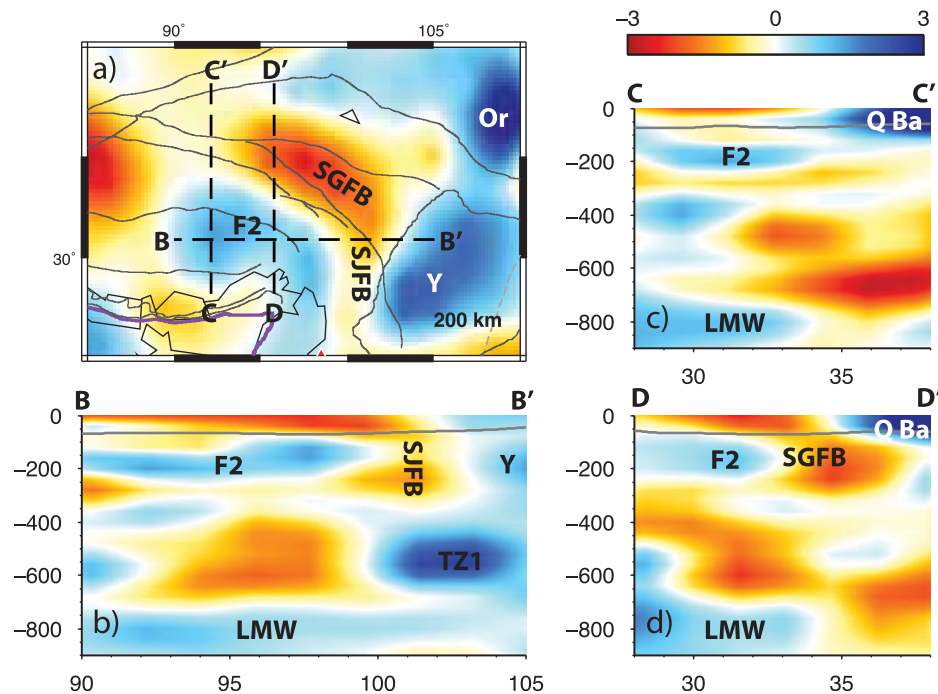 90° 105°
−3 0 3
a) C' D'
Or
SGFB
F2
B B'
SJFB
30° Y
C D
200 km
C C'
0
Q Ba
−200 F2
−400
−600
−800 LMW c)
30 35
B B'
0
−200 F2 SJFB Y
−400
−600 TZ1
−800 b) LMW
90 95 100 105
D D'
0
Q Ba
−200 F2 SGFB
−400
−600
−800 LMW d)
30 35